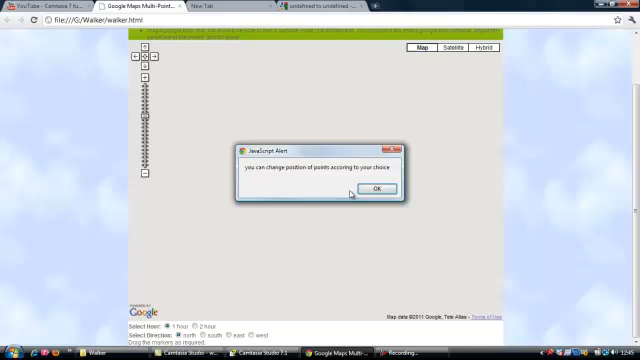 YouTube - Camtasia 7 tu
Google Maps Multi-Point
New Tab
undefined to undefined. -
file:///G:/Walker/walker.html
Map
Satellite
Hybrid
JavaScript Alert
you can change position of points accoring to your choice
OK
POWERED BY
Google
Map data ©2011 Google, Tele Atlas - Terms of Use
Select Hour: 1 hour 2 hour
Select Direction: north south east west
Drag the markers as required.
Walker
Camtasia Studio - w...
Camtasia Studio 7.1
Google Maps Multi-...
Recording...
12:45